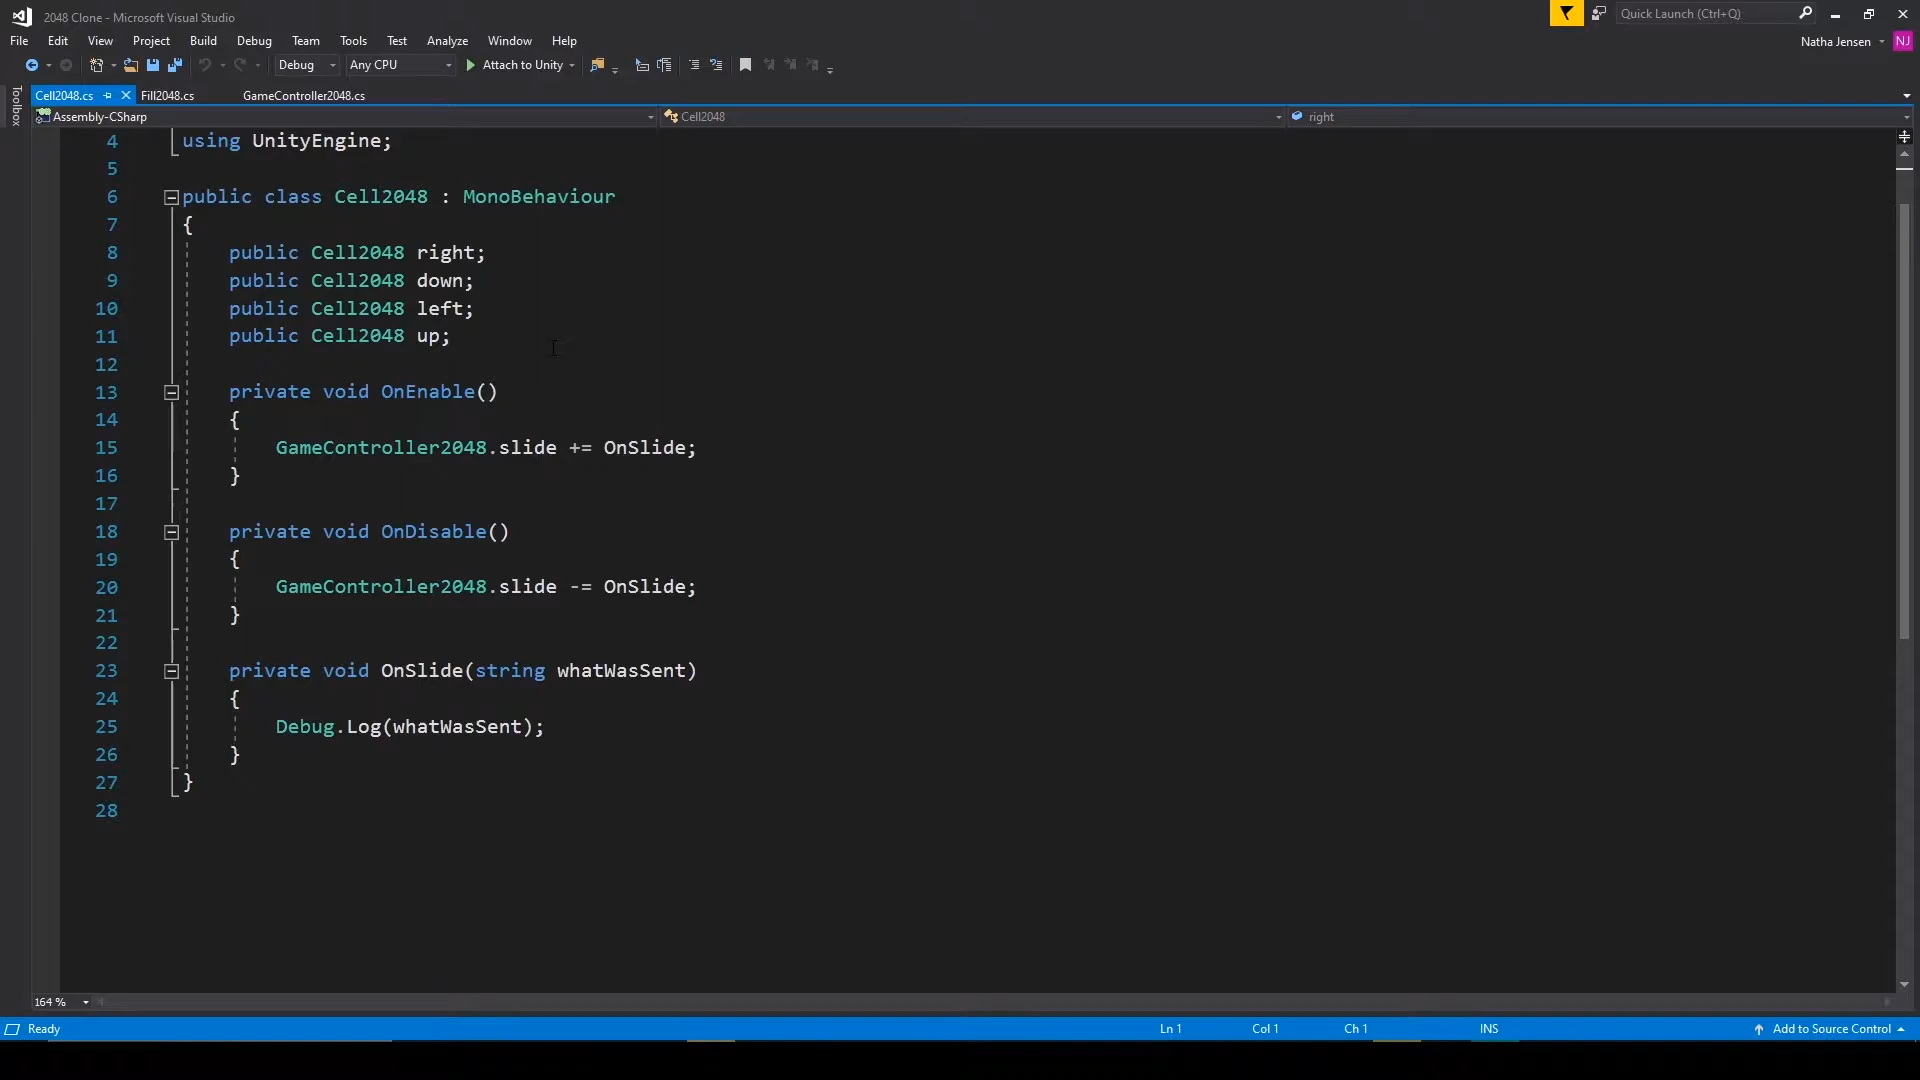 2048 Clone - Microsoft Visual Studio
Quick Launch (Ctrl+Q)
File Edit View Project Build Debug Team Tools Test Analyze Window Help
Natha Jensen NJ
Debug Any CPU Attach to Unity
Toolbox
Cell2048.cs Fill2048.cs GameController2048.cs
Assembly-CSharp Cell2048 right
4 using UnityEngine;
5
6 public class Cell2048 : MonoBehaviour
7 {
8 public Cell2048 right;
9 public Cell2048 down;
10 public Cell2048 left;
11 public Cell2048 up;
12
13 private void OnEnable()
14 {
15 GameController2048.slide += OnSlide;
16 }
17
18 private void OnDisable()
19 {
20 GameController2048.slide -= OnSlide;
21 }
22
23 private void OnSlide(string whatWasSent)
24 {
25 Debug.Log(whatWasSent);
26 }
27 }
28
164 %
Ready Ln 1 Col 1 Ch 1 INS Add to Source Control